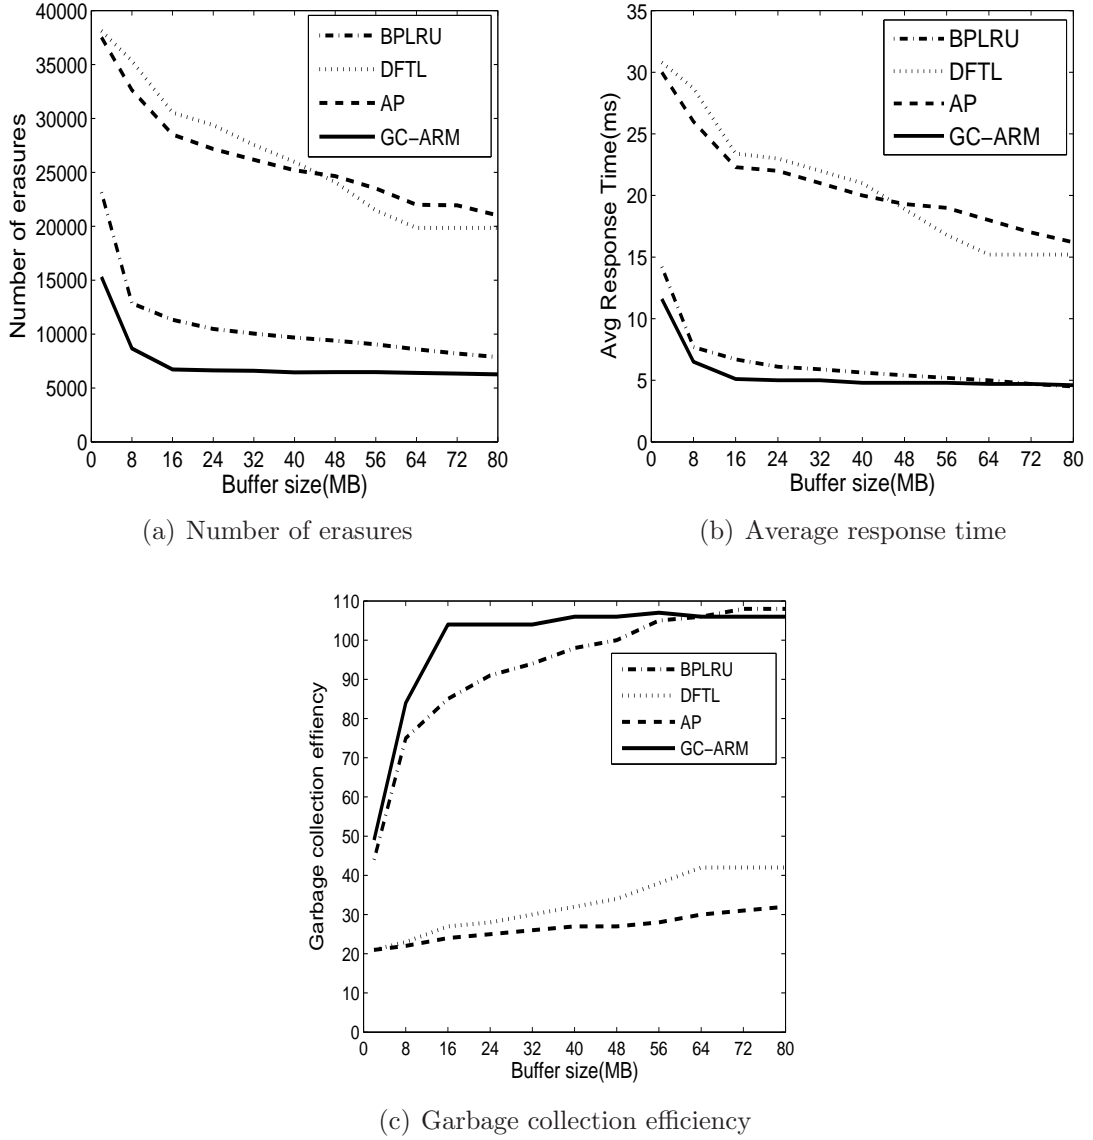 40000
35000
30000
25000
20000
15000
10000
5000
0
Number of erasures
BPLRU
DFTL
AP
GC-ARM
0 8 16 24 32 40 48 56 64 72 80
Buffer size(MB)
(a) Number of erasures
35
30
25
20
15
10
5
0
Avg Response Time(ms)
BPLRU
DFTL
AP
GC-ARM
0 8 16 24 32 40 48 56 64 72 80
Buffer size(MB)
(b) Average response time
110
100
90
80
70
60
50
40
30
20
10
0
Garbage collection effiency
BPLRU
DFTL
AP
GC-ARM
0 8 16 24 32 40 48 56 64 72 80
Buffer size(MB)
(c) Garbage collection efficiency